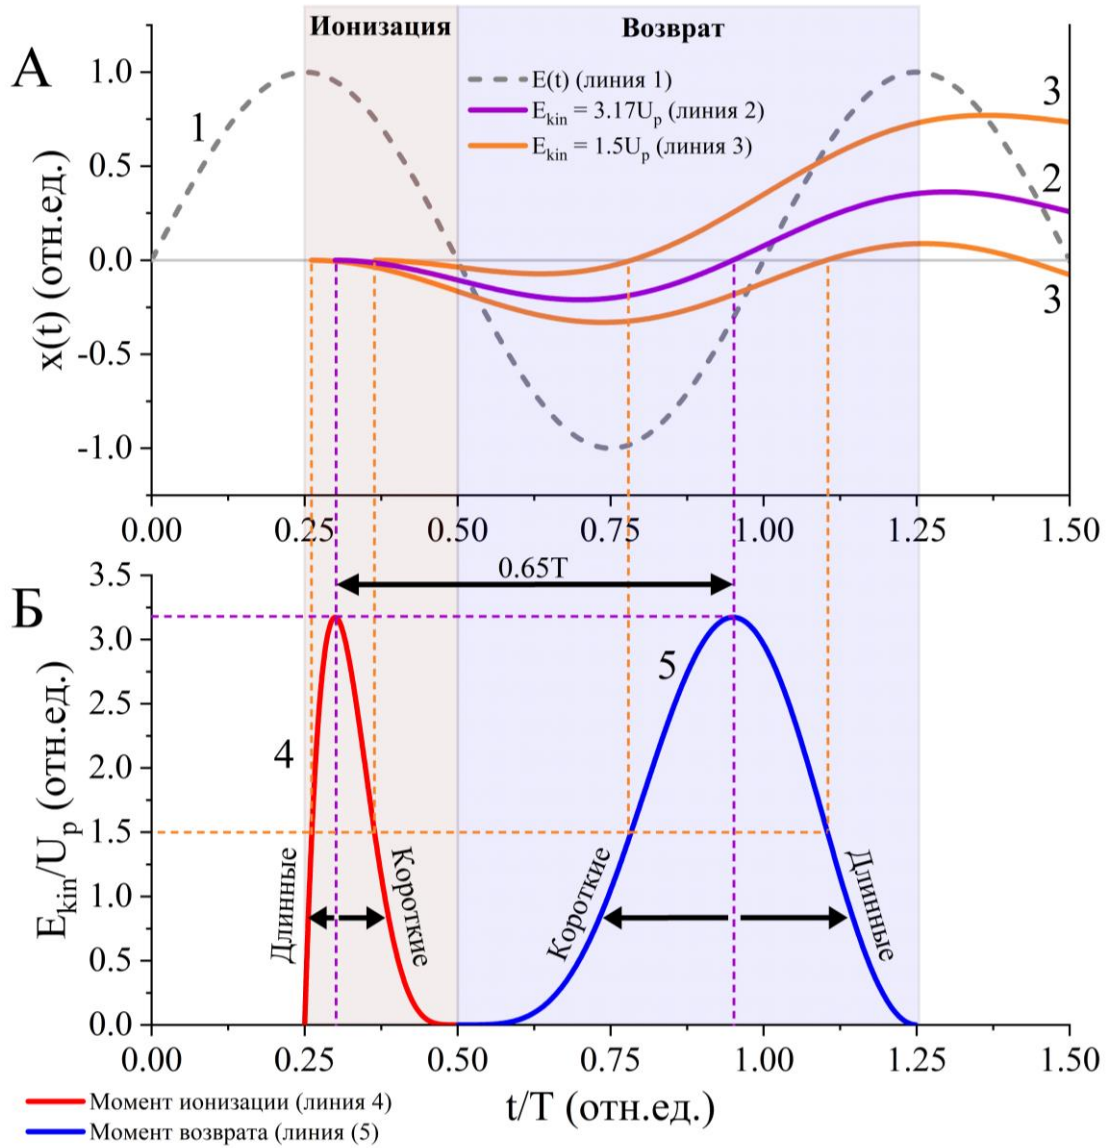 Ионизация
Возврат
А
E(t) (линия 1)
E_kin = 3.17U_p (линия 2)
E_kin = 1.5U_p (линия 3)
1
3
2
3
x(t) (отн.ед.)
1.0
0.5
0.0
-0.5
-1.0
0.00 0.25 0.50 0.75 1.00 1.25 1.50
Б
0.65T
4
5
E_kin/U_p (отн.ед.)
3.5
3.0
2.5
2.0
1.5
1.0
0.5
0.0
Длинные
Короткие
Короткие
Длинные
0.00 0.25 0.50 0.75 1.00 1.25 1.50
t/T (отн.ед.)
Момент ионизации (линия 4)
Момент возврата (линия (5)